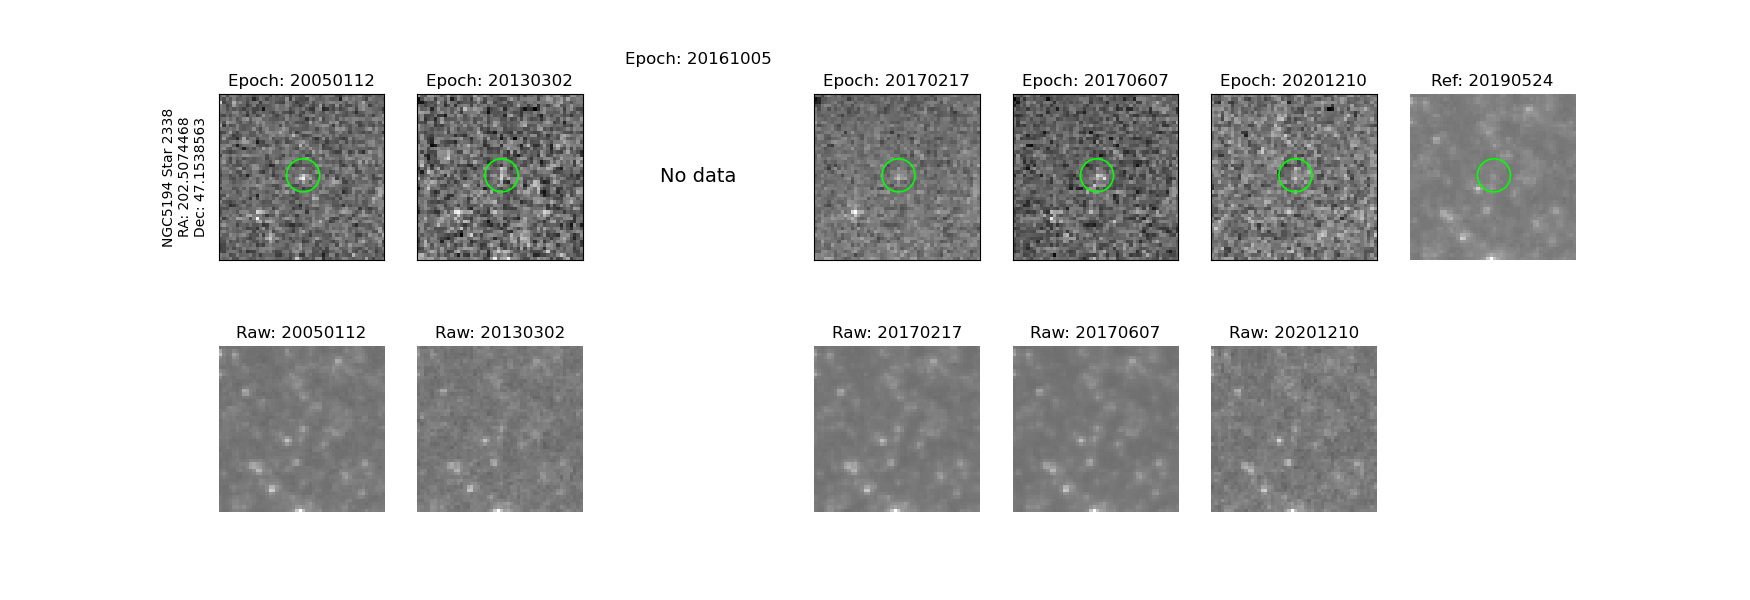 Epoch: 20161005
Epoch: 20050112
Epoch: 20130302
Epoch: 20170217
Epoch: 20170607
Epoch: 20201210
Ref: 20190524
NGC5194 Star 2338
RA: 202.5074468
Dec: 47.1538563
No data
Raw: 20050112
Raw: 20130302
Raw: 20170217
Raw: 20170607
Raw: 20201210